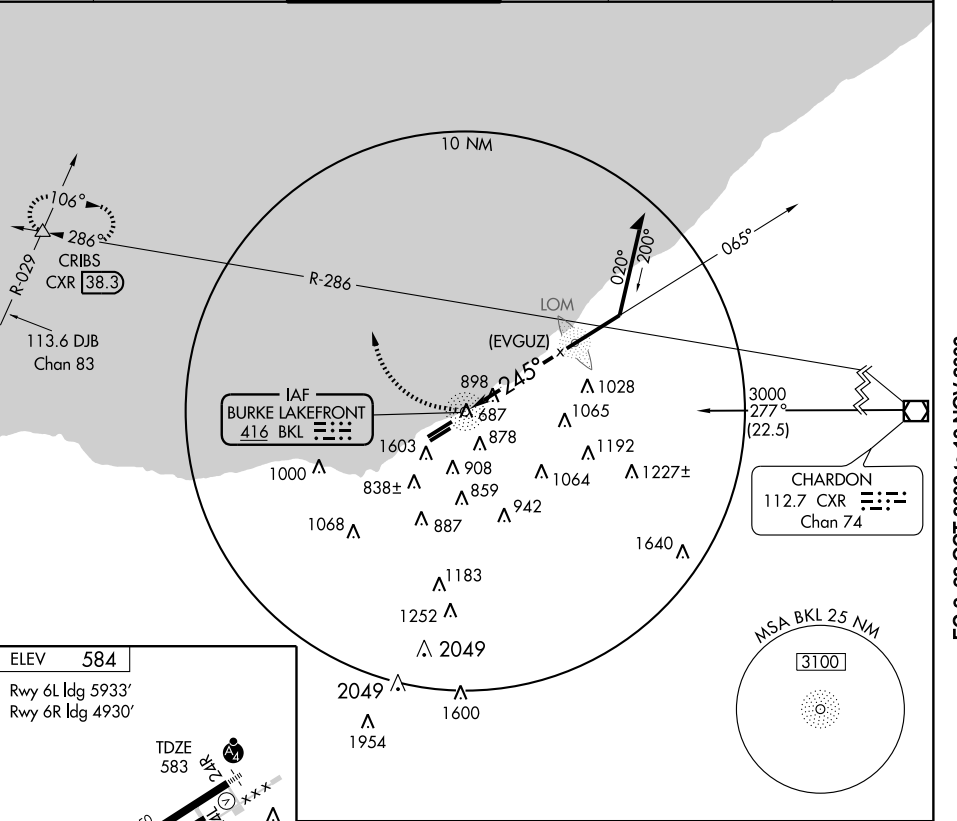 10 NM
106°
286°
CRIBS
CXR 38.3
R-029
113.6 DJB
Chan 83
R-286
020°
200°
065°
LOM
(EVGUZ)
245°
IAF
BURKE LAKEFRONT
416 BKL
898
687
1028
1065
878
1603
1192
1000
908
1064
1227±
838±
859
942
1068
887
1640
1183
1252
2049
2049
1600
1954
3000
277°
(22.5)
CHARDON
112.7 CXR
Chan 74
MSA BKL 25 NM
3100
ELEV 584
Rwy 6L ldg 5933'
Rwy 6R ldg 4930'
TDZE
583
A4
24R
V